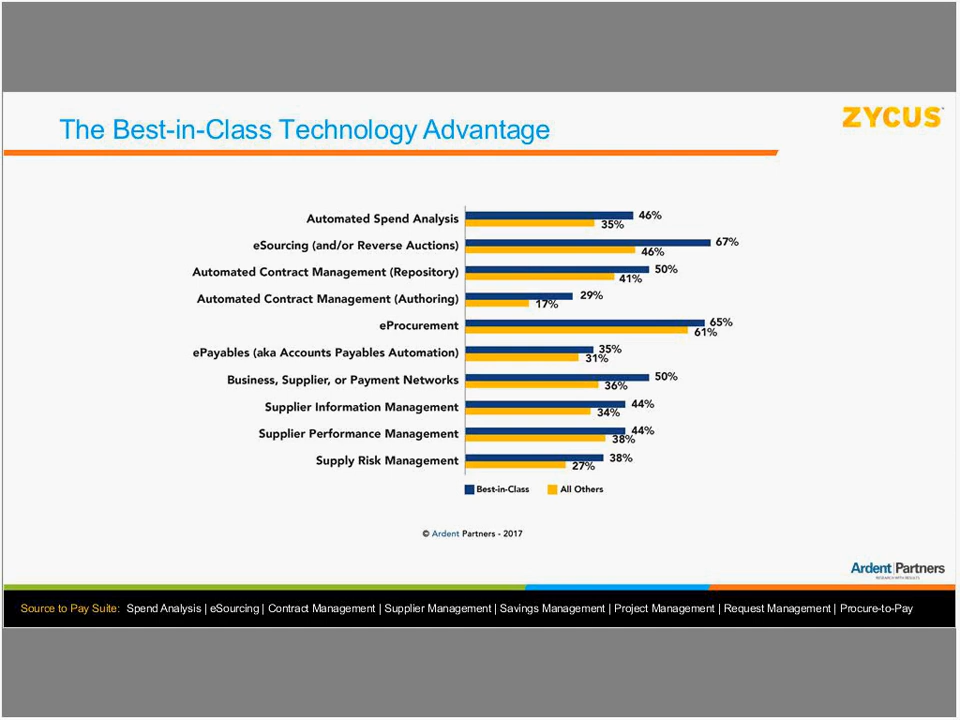 The Best-in-Class Technology Advantage
ZYCUS
Automated Spend Analysis 46%
35%
eSourcing (and/or Reverse Auctions) 67%
46%
Automated Contract Management (Repository) 50%
41%
Automated Contract Management (Authoring) 29%
17%
eProcurement 65%
61%
ePayables (aka Accounts Payables Automation) 35%
31%
Business, Supplier, or Payment Networks 50%
36%
Supplier Information Management 44%
34%
Supplier Performance Management 44%
38%
Supply Risk Management 38%
27%
Best-in-Class All Others
© Ardent Partners - 2017
Ardent|Partners
RESEARCH WITH RESULTS
Source to Pay Suite: Spend Analysis | eSourcing | Contract Management | Supplier Management | Savings Management | Project Management | Request Management | Procure-to-Pay